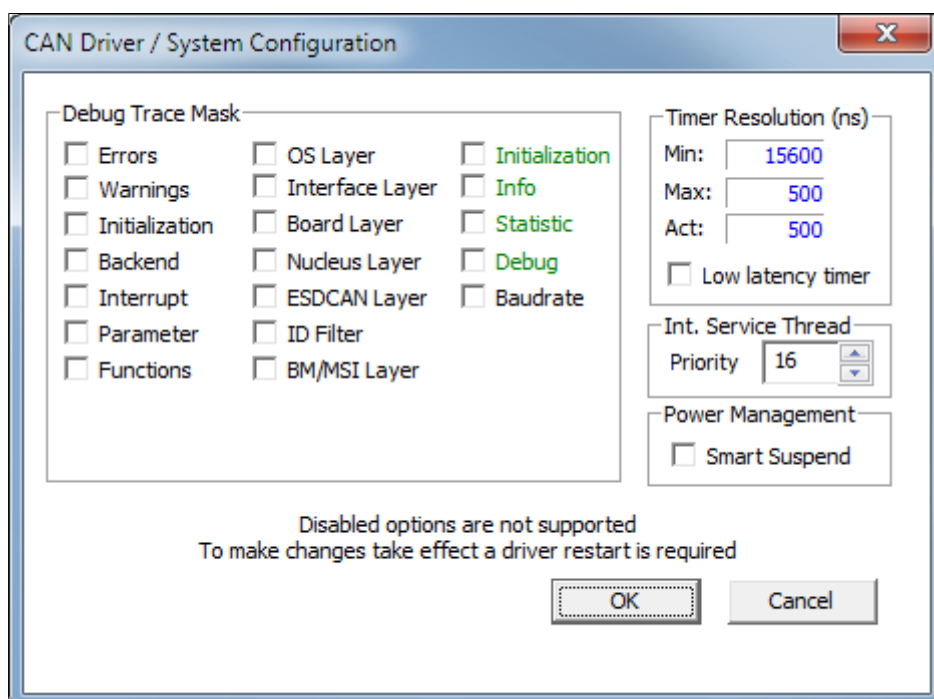 CAN Driver / System Configuration
Debug Trace Mask
Errors
Warnings
Initialization
Backend
Interrupt
Parameter
Functions
OS Layer
Interface Layer
Board Layer
Nucleus Layer
ESDCAN Layer
ID Filter
BM/MSI Layer
Initialization
Info
Statistic
Debug
Baudrate
Timer Resolution (ns)
Min: 15600
Max: 500
Act: 500
Low latency timer
Int. Service Thread
Priority 16
Power Management
Smart Suspend
Disabled options are not supported
To make changes take effect a driver restart is required
OK Cancel